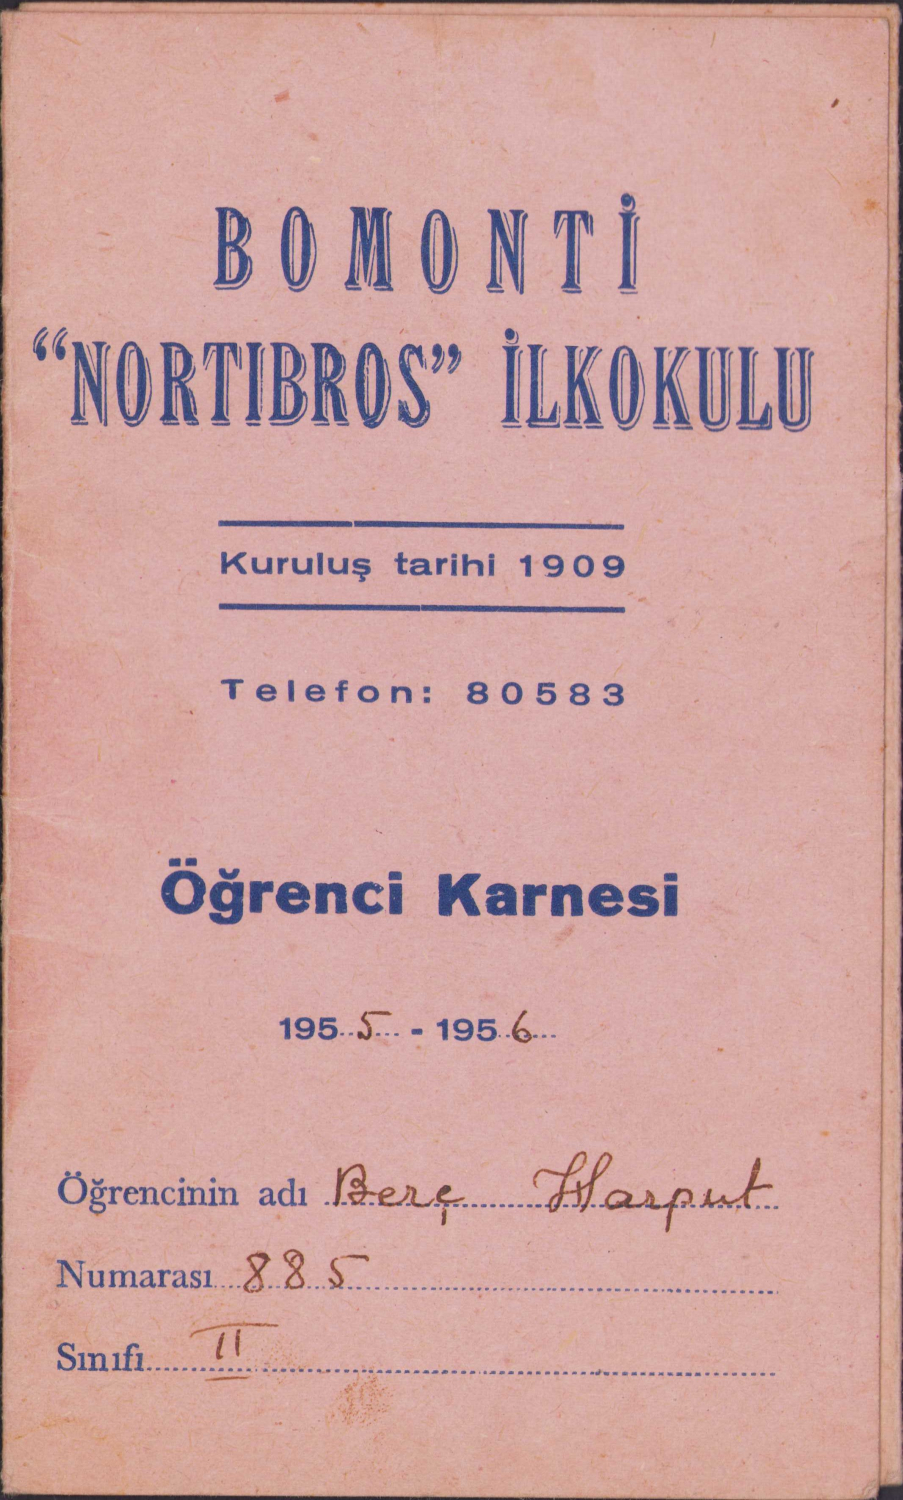 BOMONTİ
“NORTIBROS” İLKOKULU
Kuruluş tarihi 1909
Telefon: 80583
Öğrenci Karnesi
1955 - 1956
Öğrencinin adı Berç Harput
Numarası 885
Sınıfı II